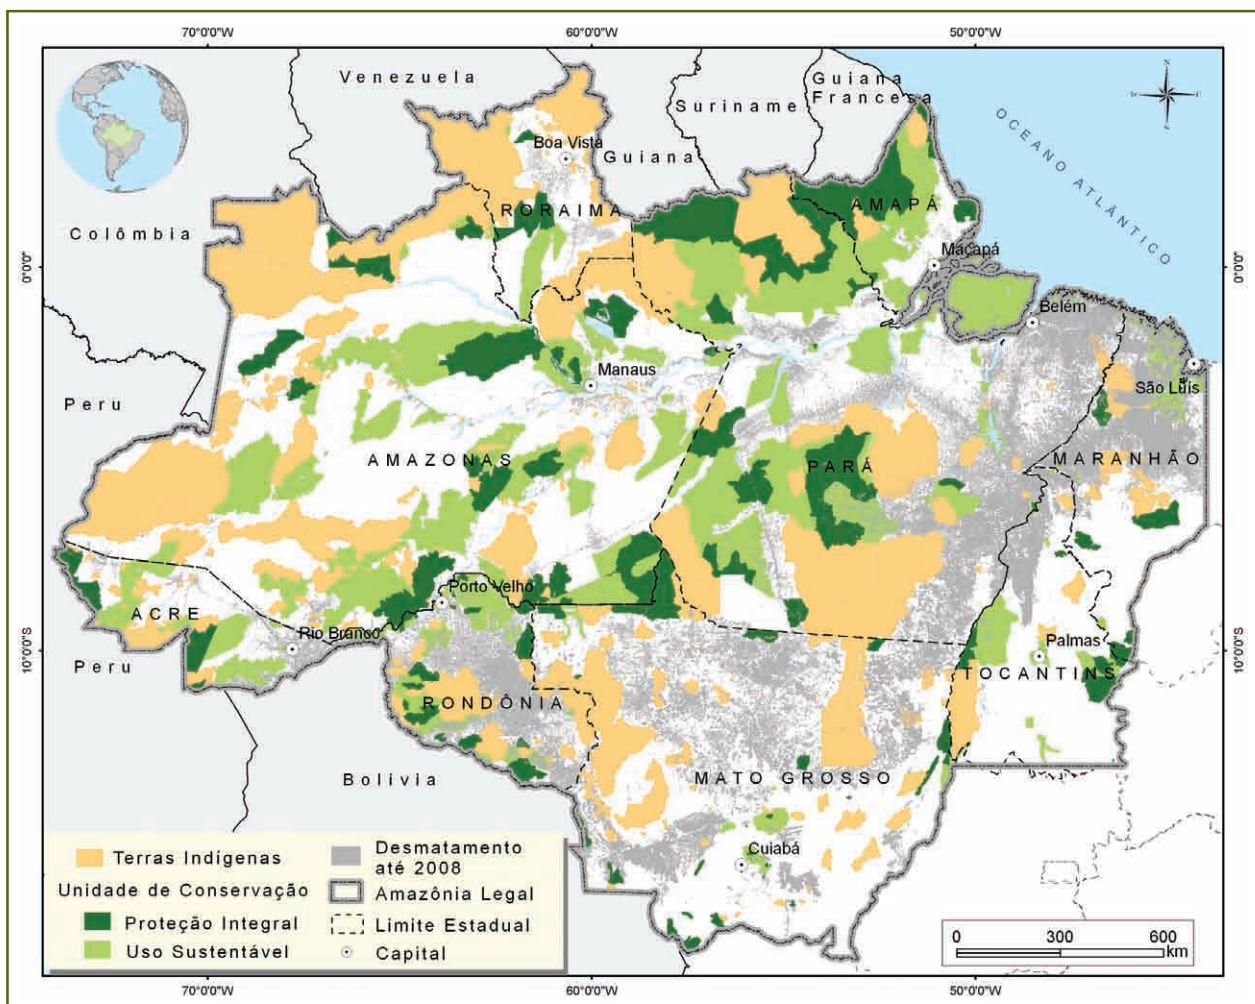 70°0'0"W
60°0'0"W
50°0'0"W
Venezuela
Suriname
Guiana
Francesa
Guiana
Colômbia
Peru
Peru
Bolivia
OCEANO ATLÂNTICO
N
Boa Vista
RORAIMA
AMAPÁ
Macapá
Belém
São Luís
Manaus
AMAZONAS
PARÁ
MARANHÃO
ACRE
Rio Branco
Porto Velho
RONDÔNIA
Palmas
TOCANTINS
MATO GROSSO
Cuiabá
0°0'0"
0°0'0"
10°0'0"S
10°0'0"S
Terras Indígenas
Unidade de Conservação
Proteção Integral
Uso Sustentável
Desmatamento
até 2008
Amazônia Legal
Limite Estadual
Capital
0 300 600
km
70°0'0"W
60°0'0"W
50°0'0"W